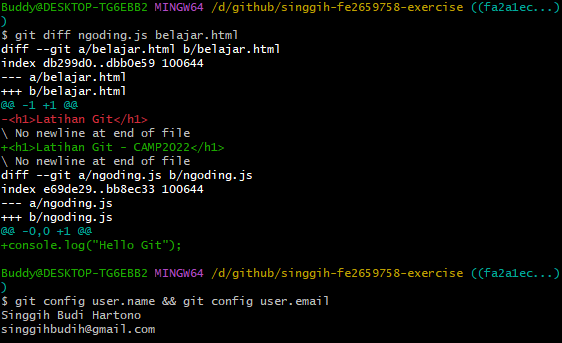 Buddy@DESKTOP-TG6EBB2 MINGW64 /d/github/singgih-fe2659758-exercise ((fa2a1ec...)
)
$ git diff ngoding.js belajar.html
diff --git a/belajar.html b/belajar.html
index db299d0..dbb0e59 100644
--- a/belajar.html
+++ b/belajar.html
@@ -1 +1 @@
-<h1>Latihan Git</h1>
\ No newline at end of file
+<h1>Latihan Git - CAMP2022</h1>
\ No newline at end of file
diff --git a/ngoding.js b/ngoding.js
index e69de29..bb8ec33 100644
--- a/ngoding.js
+++ b/ngoding.js
@@ -0,0 +1 @@
+console.log("Hello Git");
Buddy@DESKTOP-TG6EBB2 MINGW64 /d/github/singgih-fe2659758-exercise ((fa2a1ec...)
)
$ git config user.name && git config user.email
Singgih Budi Hartono
singgihbudih@gmail.com